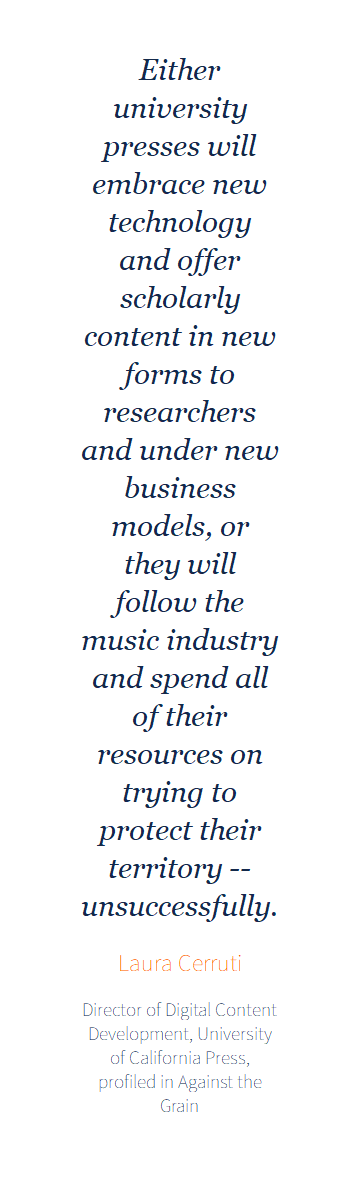 Either
university
presses will
embrace new
technology
and offer
scholarly
content in new
forms to
researchers
and under new
business
models, or
they will
follow the
music industry
and spend all
of their
resources on
trying to
protect their
territory --
unsuccessfully.
Laura Cerruti
Director of Digital Content
Development, University
of California Press,
profiled in Against the
Grain